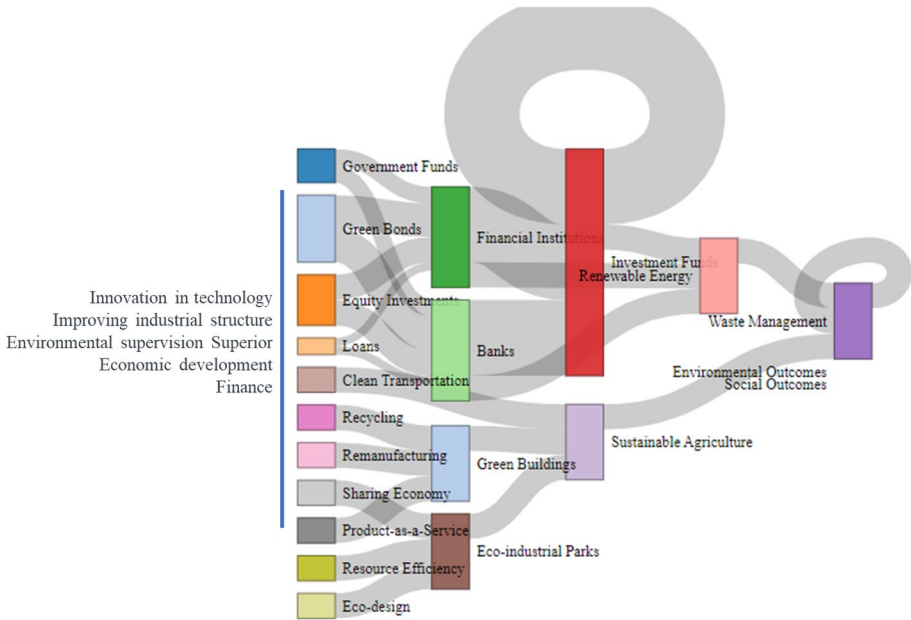 Innovation in technology
Improving industrial structure
Environmental supervision Superior
Economic development
Finance
Government Funds
Green Bonds
Equity Investments
Loans
Clean Transportation
Recycling
Remanufacturing
Sharing Economy
Product-as-a-Service
Resource Efficiency
Eco-design
Financial Institutions
Banks
Green Buildings
Eco-industrial Parks
Investment Funds
Renewable Energy
Sustainable Agriculture
Waste Management
Environmental Outcomes
Social Outcomes